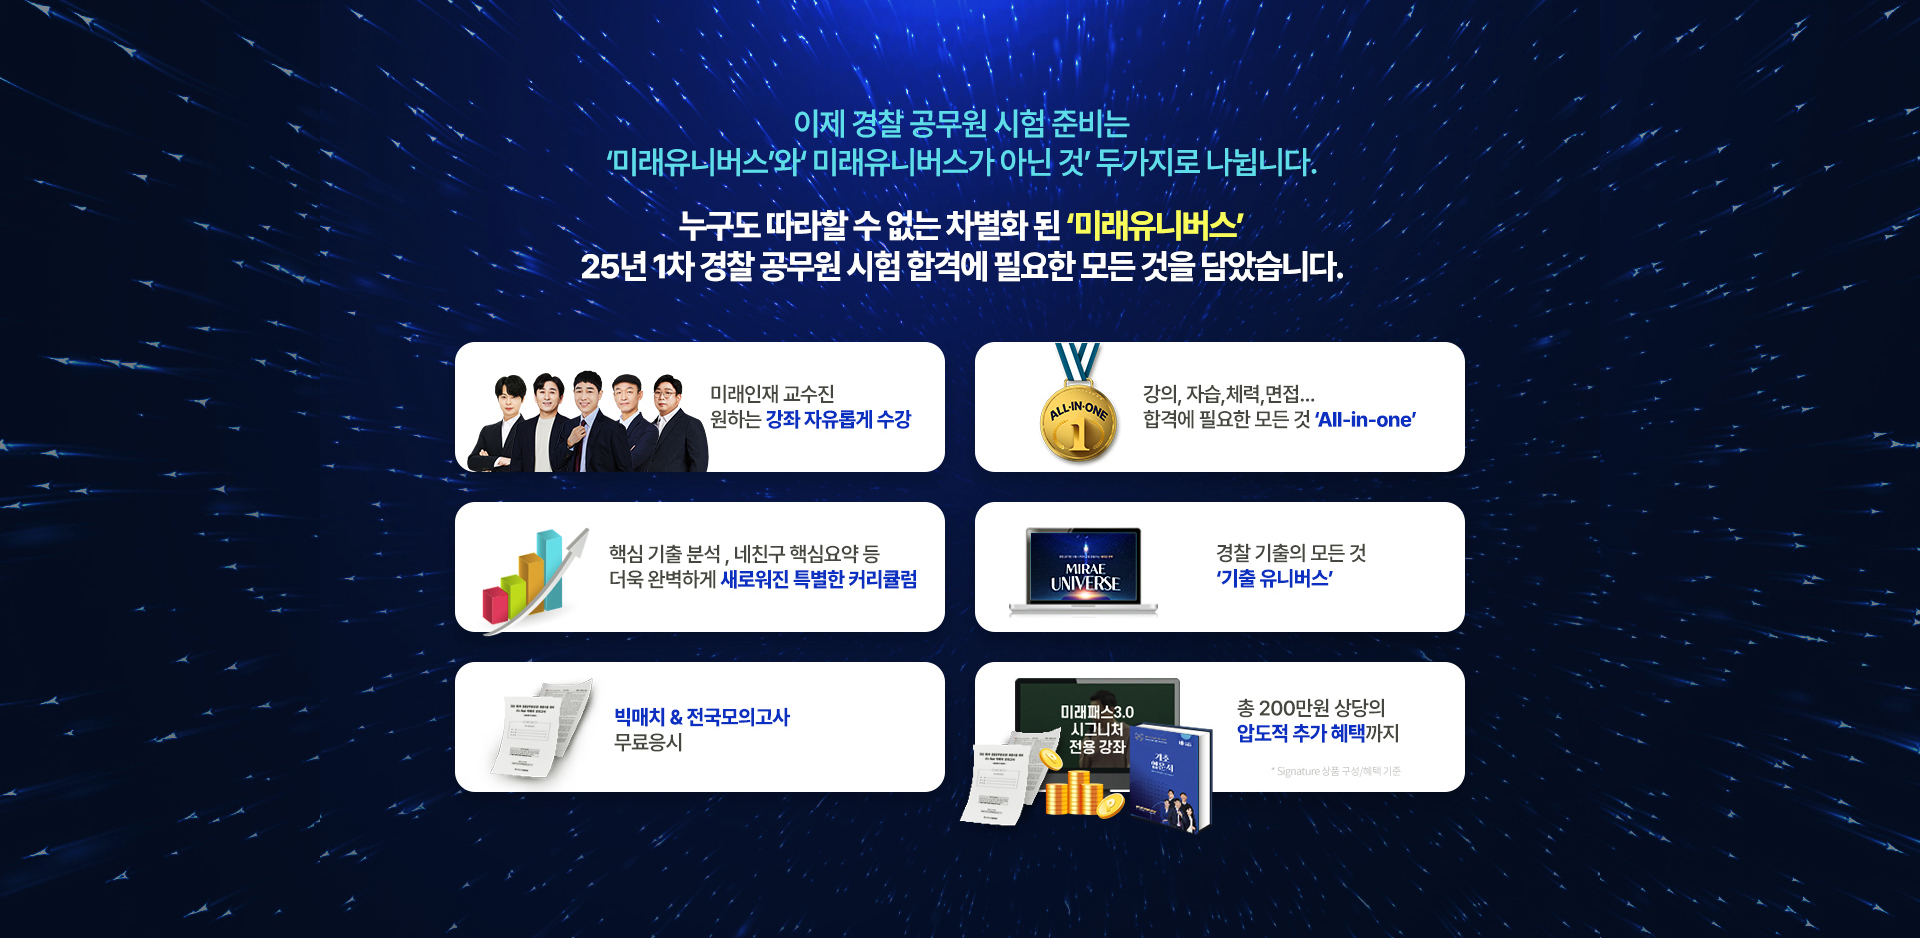 이제 경찰 공무원 시험 준비는
‘미래유니버스’와‘ 미래유니버스가 아닌 것’ 두가지로 나뉩니다.
누구도 따라할 수 없는 차별화 된 ‘미래유니버스’
25년 1차 경찰 공무원 시험 합격에 필요한 모든 것을 담았습니다.
미래인재 교수진
원하는 강좌 자유롭게 수강
ALL-IN-ONE
1
강의, 자습,체력,면접...
합격에 필요한 모든 것 ‘All-in-one’
핵심 기출 분석 , 네친구 핵심요약 등
더욱 완벽하게 새로워진 특별한 커리큘럼
MIRAE
UNIVERSE
경찰 기출의 모든 것
‘기출 유니버스’
빅매치 & 전국모의고사
무료응시
미래패스3.0
시그니처
전용 강좌
기초
입문서
총 200만원 상당의
압도적 추가 혜택까지
* Signature 상품 구성/혜택 기준